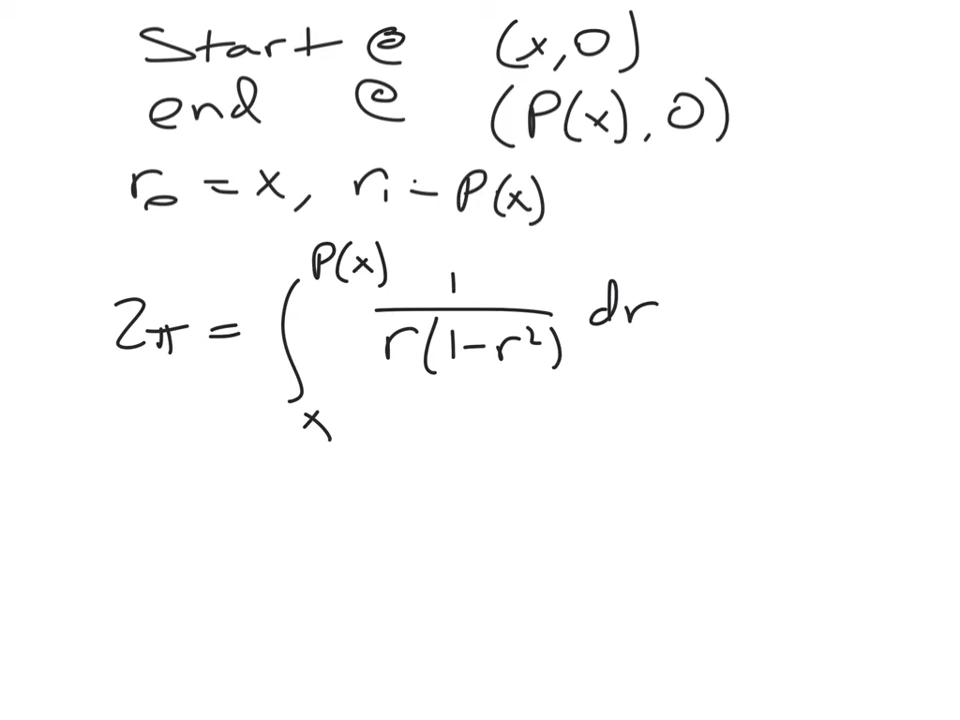 Start @ (x,0)
end @ (P(x), 0)
r₀ = x, r₁ = P(x)
2π = ∫ₓ^P(x) 1/(r(1-r²)) dr